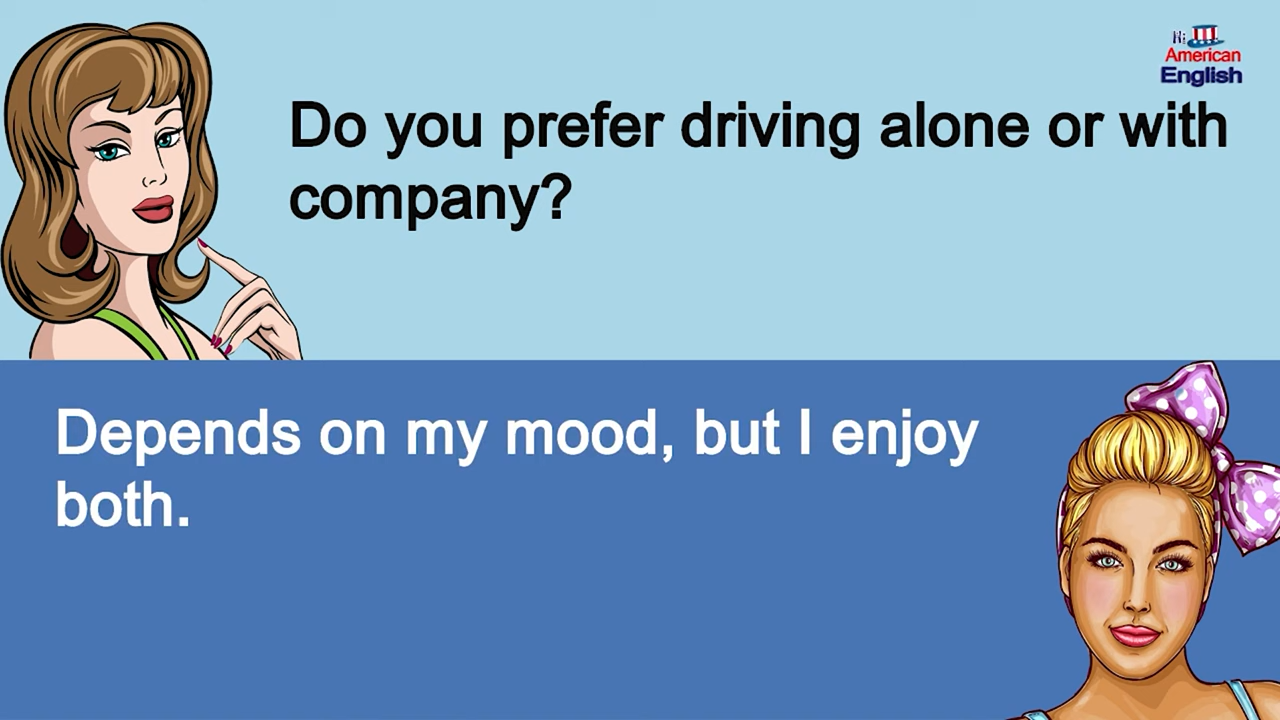 Hi
American
English
Do you prefer driving alone or with
company?
Depends on my mood, but I enjoy
both.